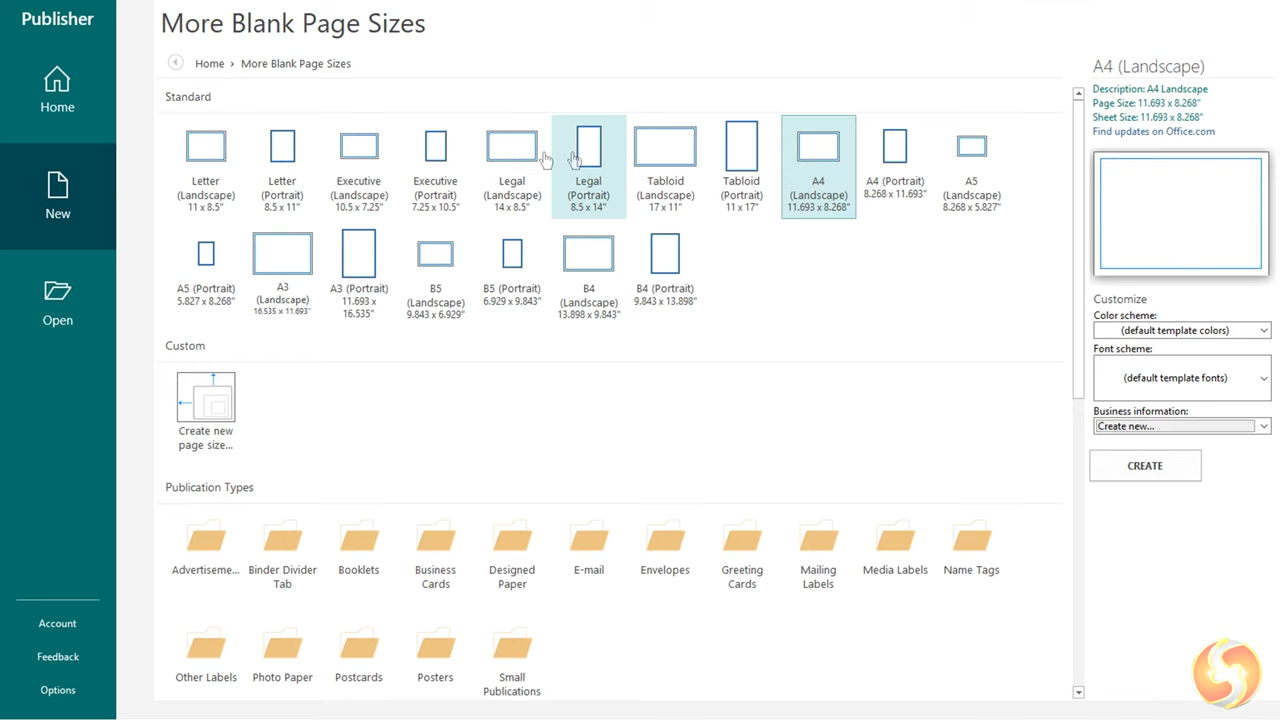 Publisher
Home
New
Open
Account
Feedback
Options
More Blank Page Sizes
Home › More Blank Page Sizes
Standard
Letter
(Landscape)
11 x 8.5"
Letter
(Portrait)
8.5 x 11"
Executive
(Landscape)
10.5 x 7.25"
Executive
(Portrait)
7.25 x 10.5"
Legal
(Landscape)
14 x 8.5"
Legal
(Portrait)
8.5 x 14"
Tabloid
(Landscape)
17 x 11"
Tabloid
(Portrait)
11 x 17"
A4
(Landscape)
11.693 x 8.268"
A4 (Portrait)
8.268 x 11.693"
A5
(Landscape)
8.268 x 5.827"
A5 (Portrait)
5.827 x 8.268"
A3
(Landscape)
16.535 x 11.693"
A3 (Portrait)
11.693 x
16.535"
B5
(Landscape)
9.843 x 6.929"
B5 (Portrait)
6.929 x 9.843"
B4
(Landscape)
13.898 x 9.843"
B4 (Portrait)
9.843 x 13.898"
Custom
Create new
page size...
Publication Types
Advertiseme...
Binder Divider
Tab
Booklets
Business
Cards
Designed
Paper
E-mail
Envelopes
Greeting
Cards
Mailing
Labels
Media Labels
Name Tags
Other Labels
Photo Paper
Postcards
Posters
Small
Publications
A4 (Landscape)
Description: A4 Landscape
Page Size: 11.693 x 8.268"
Sheet Size: 11.693 x 8.268"
Find updates on Office.com
Customize
Color scheme:
(default template colors)
Font scheme:
(default template fonts)
Business information:
Create new...
CREATE